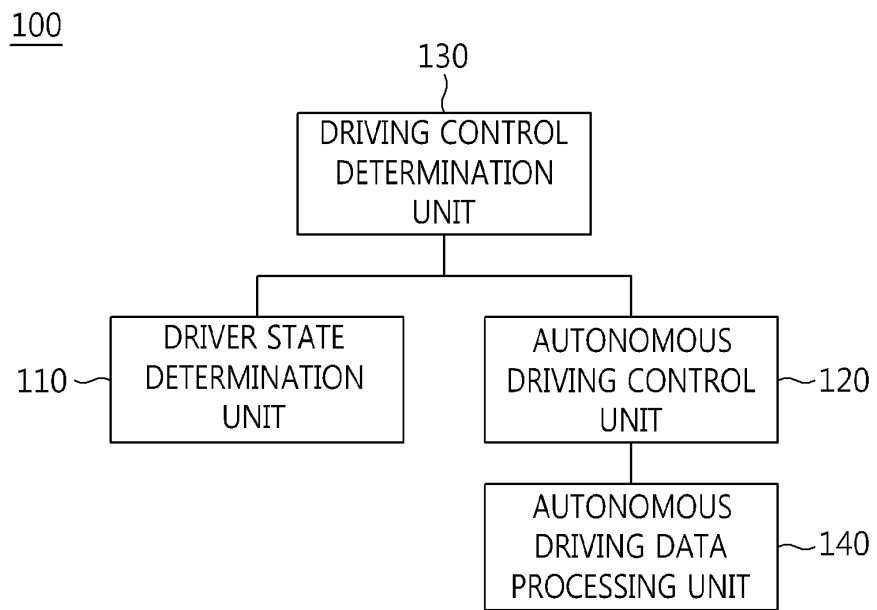 100
130
DRIVING CONTROL
DETERMINATION
UNIT
110
DRIVER STATE
DETERMINATION
UNIT
AUTONOMOUS
DRIVING CONTROL
UNIT
120
AUTONOMOUS
DRIVING DATA
PROCESSING UNIT
140